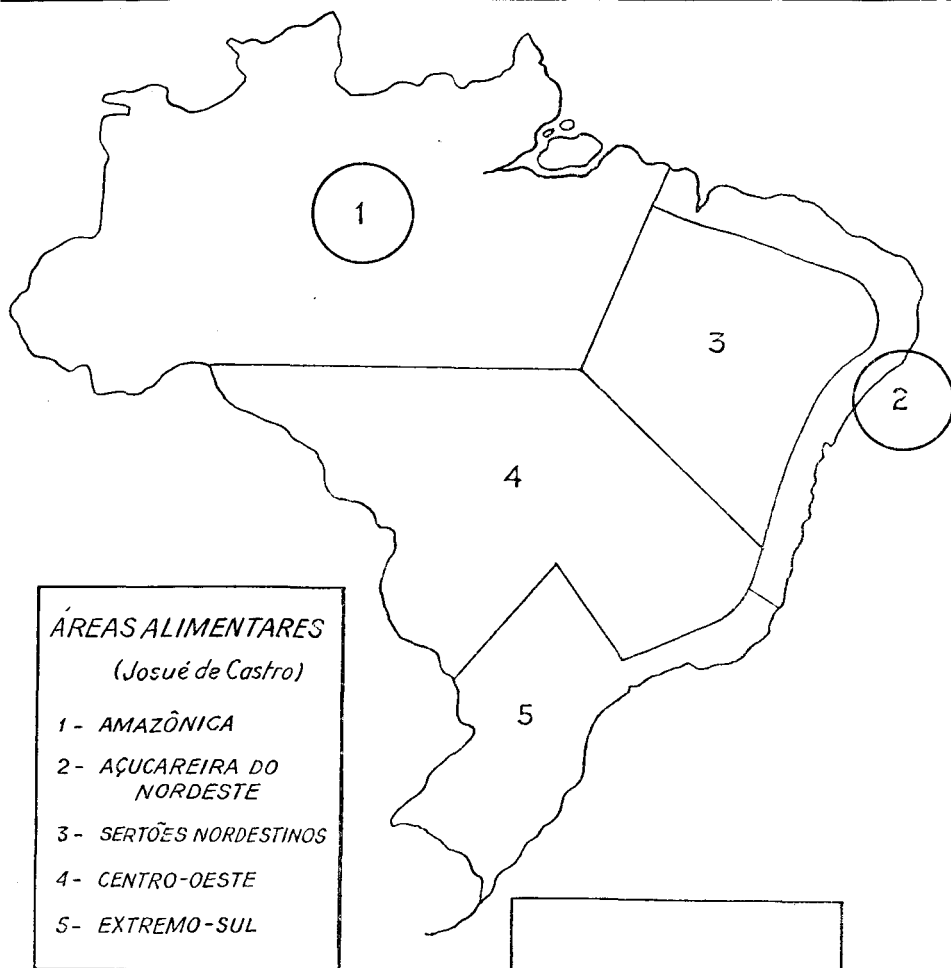 1
3
2
4
5
ÁREAS ALIMENTARES
(Josué de Castro)
1 - AMAZÔNICA
2 - AÇUCAREIRA DO
NORDESTE
3 - SERTÕES NORDESTINOS
4 - CENTRO-OESTE
5 - EXTREMO-SUL